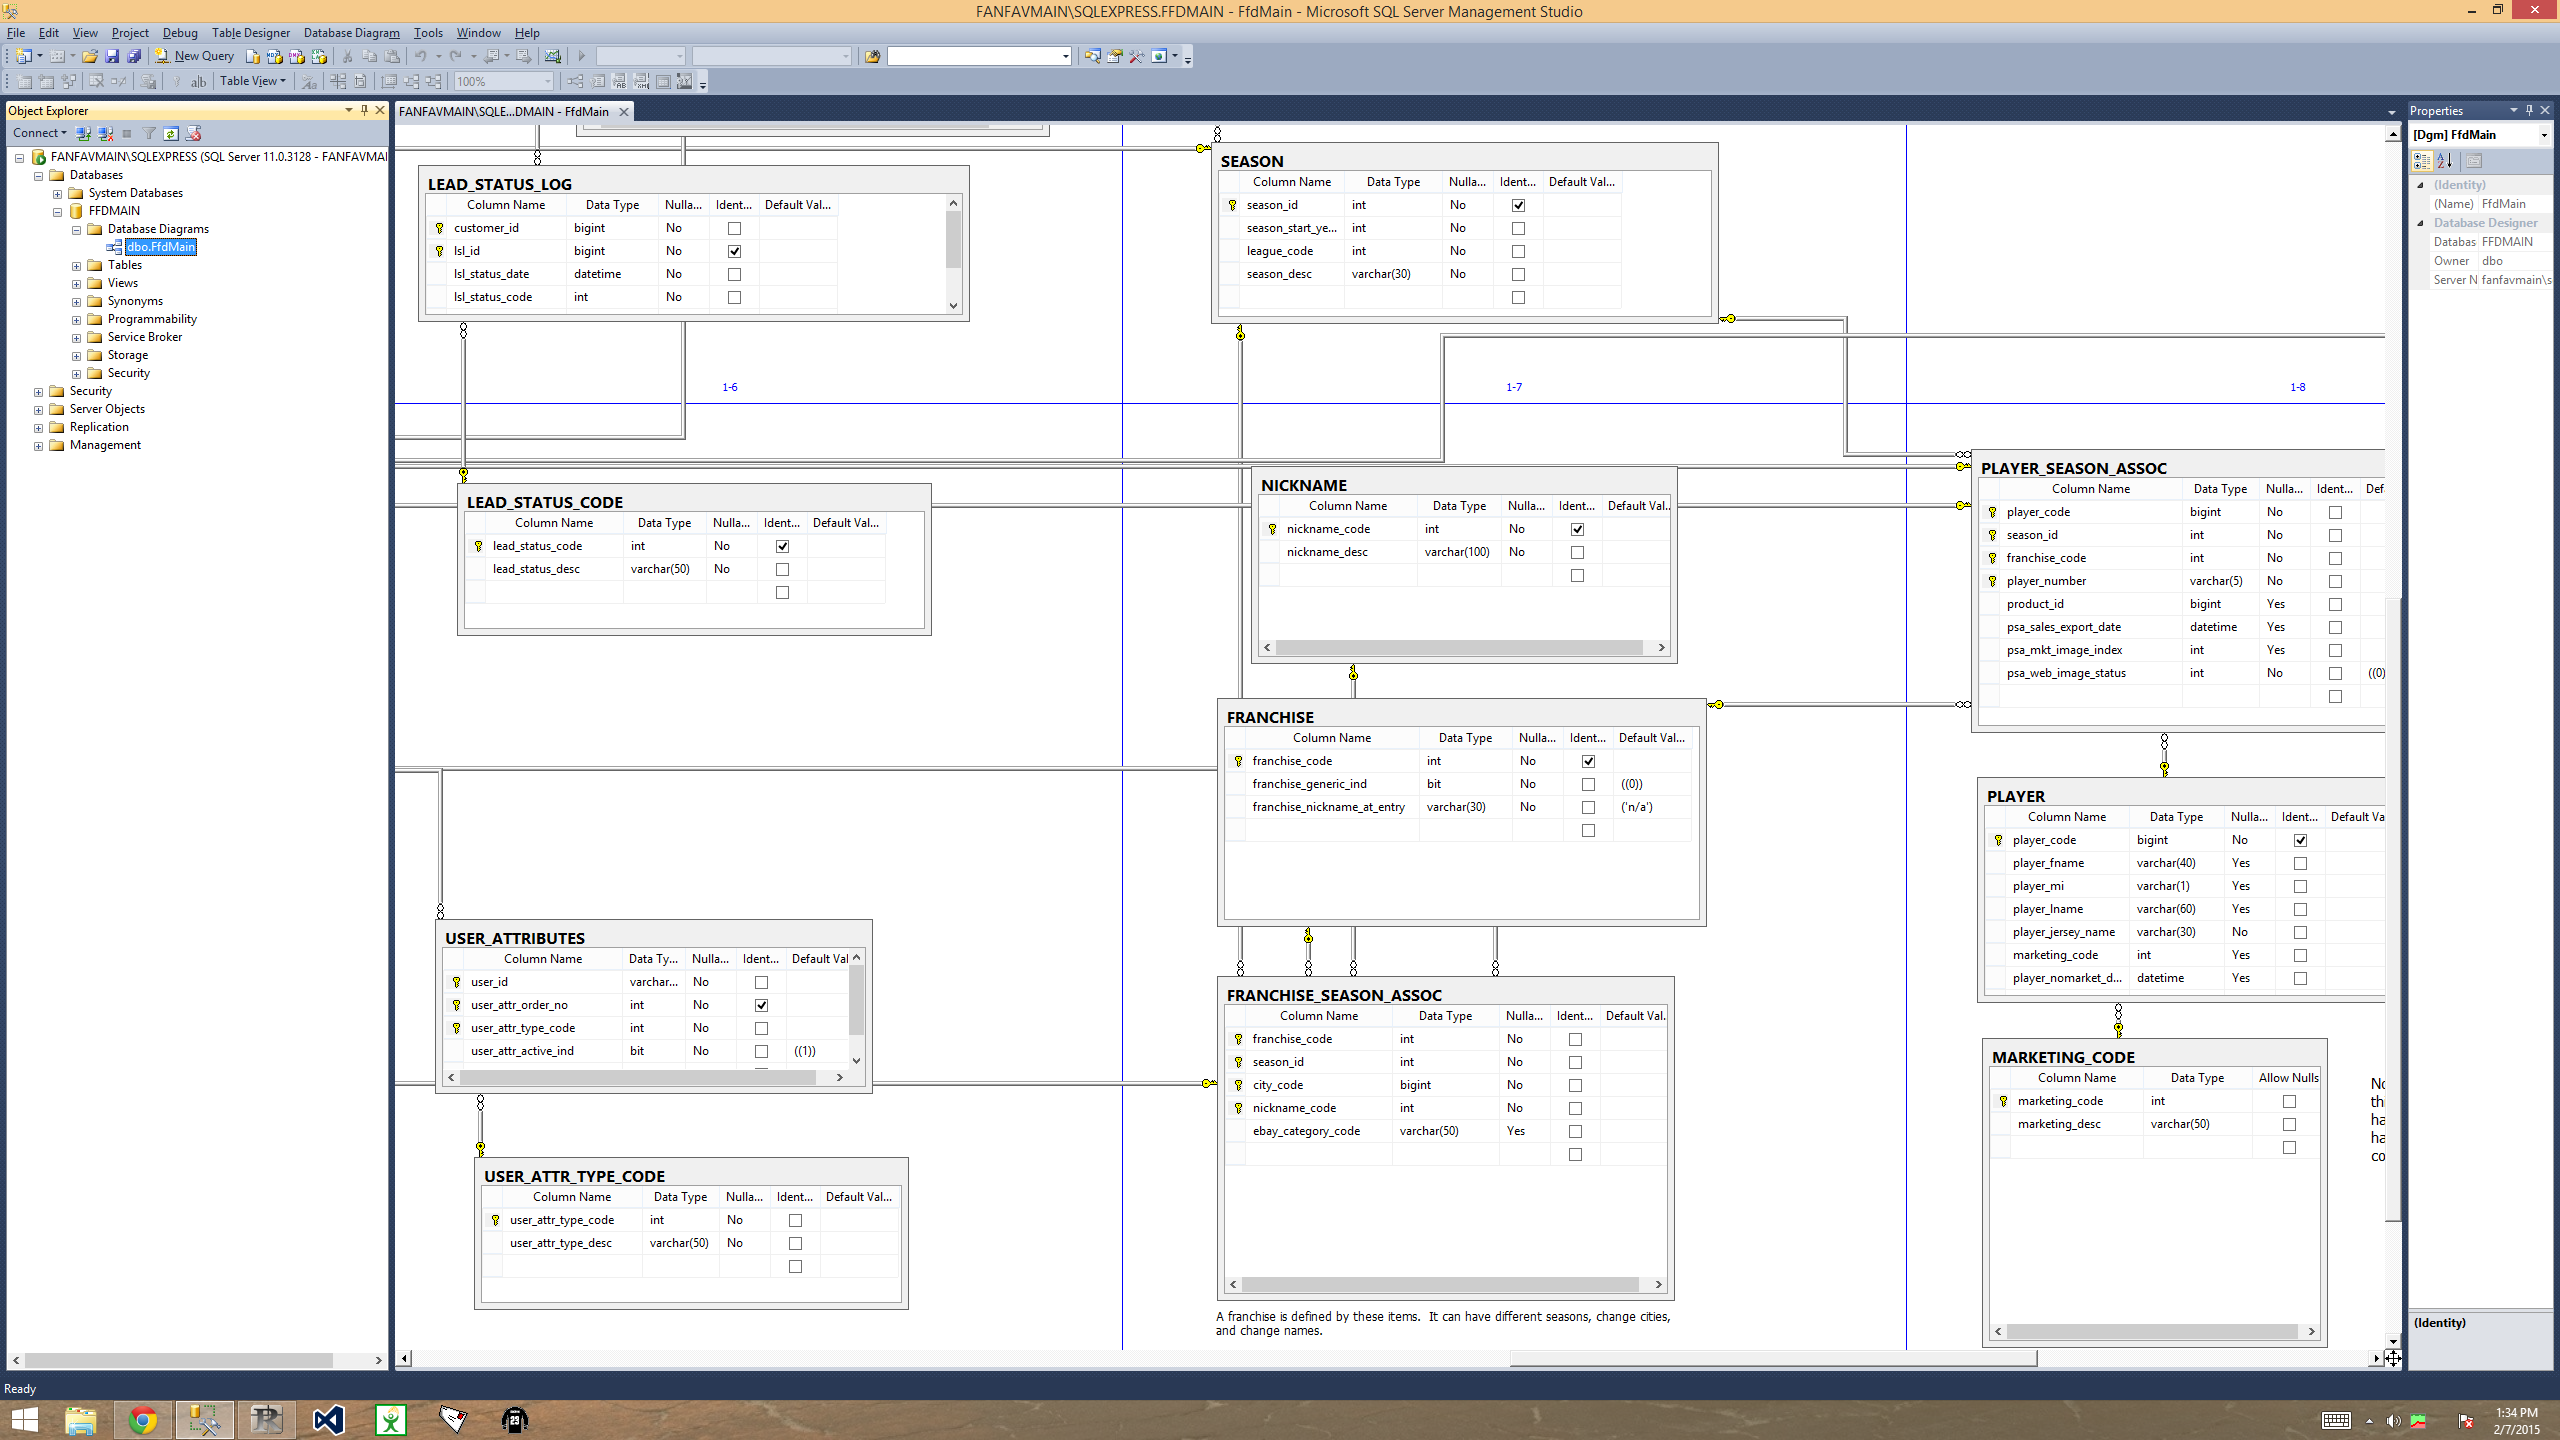 FANFAVMAIN\SQLEXPRESS.FFDMAIN - FfdMain - Microsoft SQL Server Management Studio
File Edit View Project Debug Table Designer Database Diagram Tools Window Help
New Query
Table View 100%
Object Explorer
Connect
FANFAVMAIN\SQLEXPRESS (SQL Server 11.0.3128 - FANFAVMAI
Databases
System Databases
FFDMAIN
Database Diagrams
dbo.FfdMain
Tables
Views
Synonyms
Programmability
Service Broker
Storage
Security
Security
Server Objects
Replication
Management
FANFAVMAIN\SQLE...DMAIN - FfdMain
LEAD_STATUS_LOG
Column Name Data Type Nulla... Ident... Default Val...
customer_id bigint No
lsl_id bigint No
lsl_status_date datetime No
lsl_status_code int No
SEASON
Column Name Data Type Nulla... Ident... Default Val...
season_id int No
season_start_ye... int No
league_code int No
season_desc varchar(30) No
1-6
1-7
1-8
LEAD_STATUS_CODE
Column Name Data Type Nulla... Ident... Default Val...
lead_status_code int No
lead_status_desc varchar(50) No
NICKNAME
Column Name Data Type Nulla... Ident... Default Val..
nickname_code int No
nickname_desc varchar(100) No
PLAYER_SEASON_ASSOC
Column Name Data Type Nulla... Ident... Defa
player_code bigint No
season_id int No
franchise_code int No
player_number varchar(5) No
product_id bigint Yes
psa_sales_export_date datetime Yes
psa_mkt_image_index int Yes
psa_web_image_status int No ((0)
FRANCHISE
Column Name Data Type Nulla... Ident... Default Val...
franchise_code int No
franchise_generic_ind bit No ((0))
franchise_nickname_at_entry varchar(30) No ('n/a')
PLAYER
Column Name Data Type Nulla... Ident... Default Va
player_code bigint No
player_fname varchar(40) Yes
player_mi varchar(1) Yes
player_lname varchar(60) Yes
player_jersey_name varchar(30) No
marketing_code int Yes
player_nomarket_d... datetime Yes
USER_ATTRIBUTES
Column Name Data Ty... Nulla... Ident... Default Val
user_id varchar... No
user_attr_order_no int No
user_attr_type_code int No
user_attr_active_ind bit No ((1))
FRANCHISE_SEASON_ASSOC
Column Name Data Type Nulla... Ident... Default Val.
franchise_code int No
season_id int No
city_code bigint No
nickname_code int No
ebay_category_code varchar(50) Yes
A franchise is defined by these items. It can have different seasons, change cities,
and change names.
MARKETING_CODE
Column Name Data Type Allow Nulls
marketing_code int
marketing_desc varchar(50)
USER_ATTR_TYPE_CODE
Column Name Data Type Nulla... Ident... Default Val...
user_attr_type_code int No
user_attr_type_desc varchar(50) No
Properties
[Dgm] FfdMain
(Identity)
(Name) FfdMain
Database Designer
Databas FFDMAIN
Owner dbo
Server N fanfavmain\s
(Identity)
Ready
1:34 PM
2/7/2015